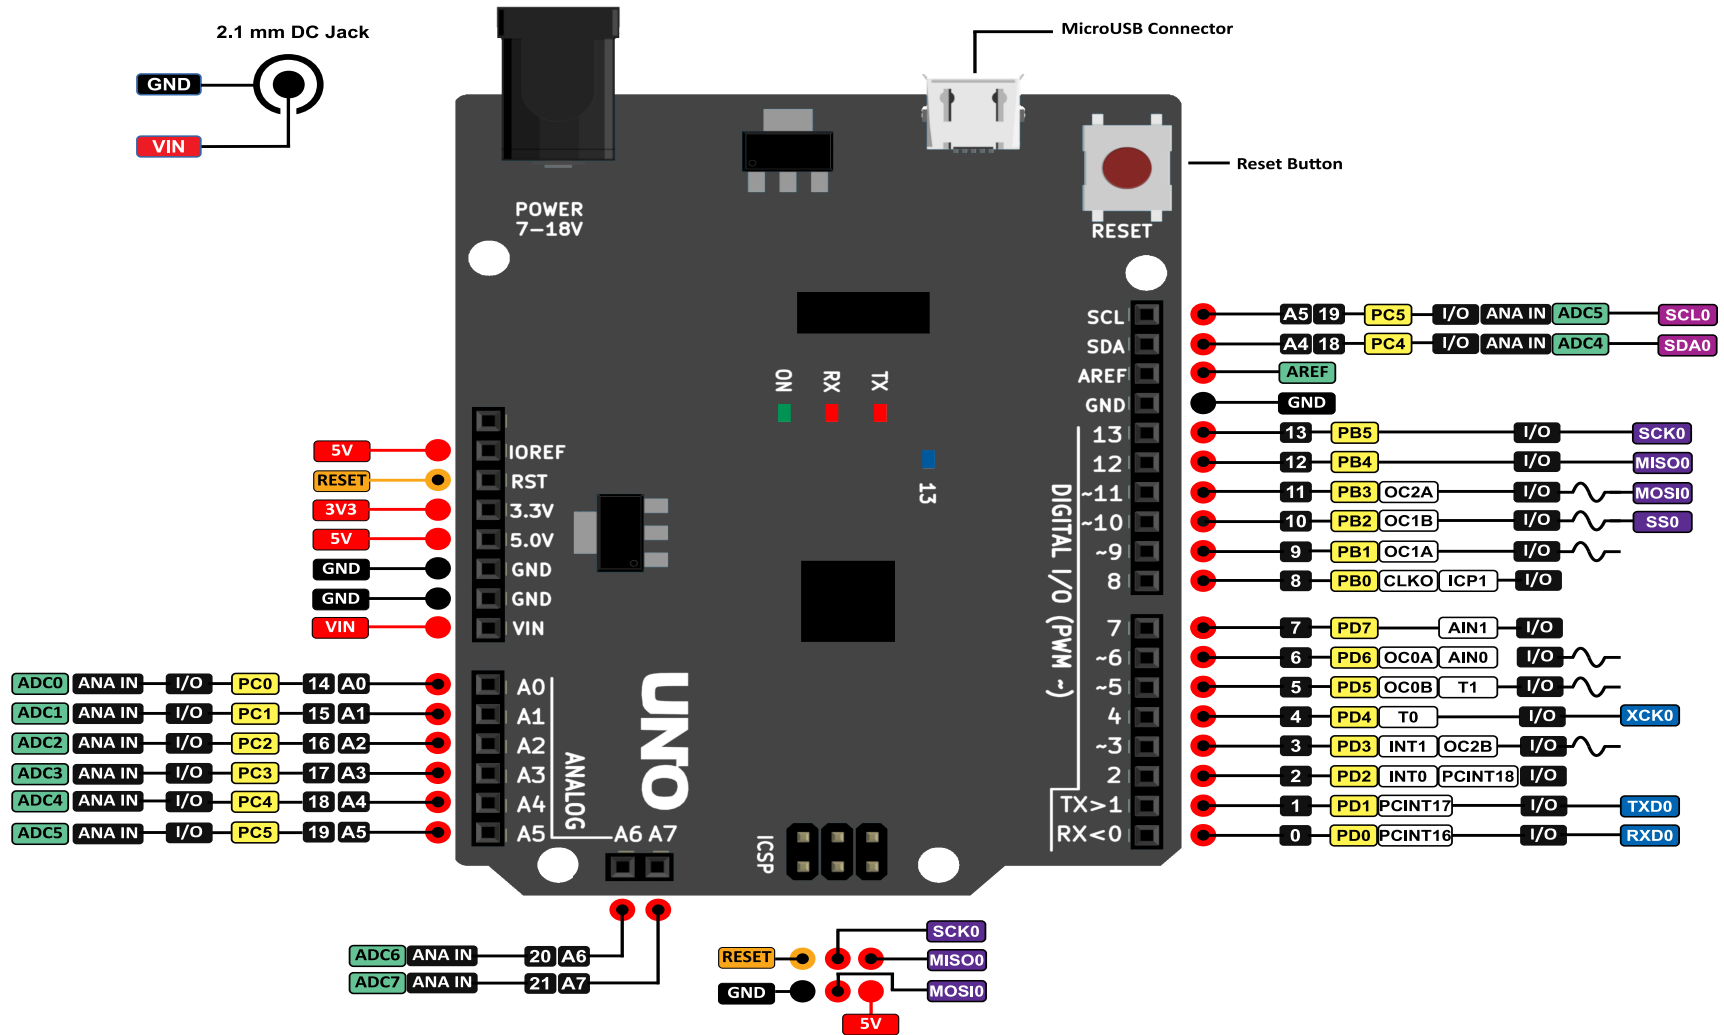 2.1 mm DC Jack
GND
VIN
MicroUSB Connector
Reset Button
POWER
7–18V
RESET
SCL
SDA
AREF
GND
13
12
~11
~10
~9
8
7
~6
~5
4
~3
2
TX>1
RX<0
DIGITAL I/O (PWM ~)
ON
RX
TX
13
IOREF
RST
3.3V
5.0V
GND
GND
VIN
A0
A1
A2
A3
A4
A5
ANALOG
A6 A7
UNO
ICSP
5V
RESET
3V3
5V
GND
GND
VIN
ADC0 ANA IN I/O PC0 14 A0
ADC1 ANA IN I/O PC1 15 A1
ADC2 ANA IN I/O PC2 16 A2
ADC3 ANA IN I/O PC3 17 A3
ADC4 ANA IN I/O PC4 18 A4
ADC5 ANA IN I/O PC5 19 A5
A5 19 PC5 I/O ANA IN ADC5 SCL0
A4 18 PC4 I/O ANA IN ADC4 SDA0
AREF
GND
13 PB5 I/O SCK0
12 PB4 I/O MISO0
11 PB3 OC2A I/O MOSI0
10 PB2 OC1B I/O SS0
9 PB1 OC1A I/O
8 PB0 CLKO ICP1 I/O
7 PD7 AIN1 I/O
6 PD6 OC0A AIN0 I/O
5 PD5 OC0B T1 I/O
4 PD4 T0 I/O XCK0
3 PD3 INT1 OC2B I/O
2 PD2 INT0 PCINT18 I/O
1 PD1 PCINT17 I/O TXD0
0 PD0 PCINT16 I/O RXD0
ADC6 ANA IN 20 A6
ADC7 ANA IN 21 A7
SCK0
RESET MISO0
GND MOSI0
5V